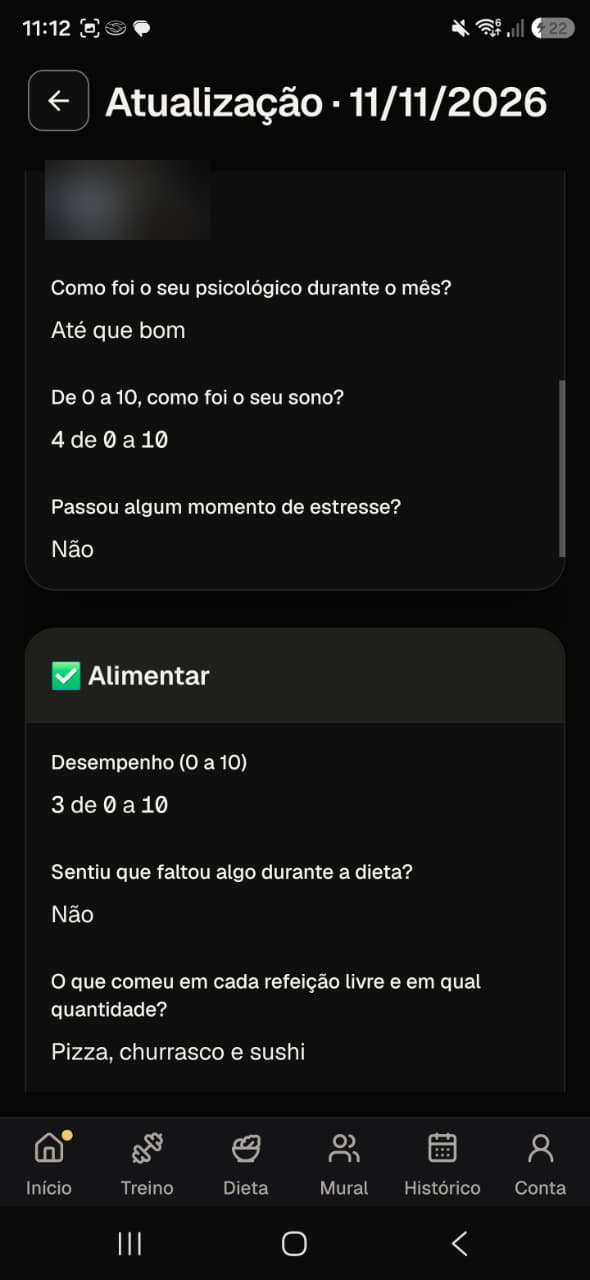 11:12
22
Atualização · 11/11/2026
Como foi o seu psicológico durante o mês?
Até que bom
De 0 a 10, como foi o seu sono?
4 de 0 a 10
Passou algum momento de estresse?
Não
Alimentar
Desempenho (0 a 10)
3 de 0 a 10
Sentiu que faltou algo durante a dieta?
Não
O que comeu em cada refeição livre e em qual
quantidade?
Pizza, churrasco e sushi
Início
Treino
Dieta
Mural
Histórico
Conta